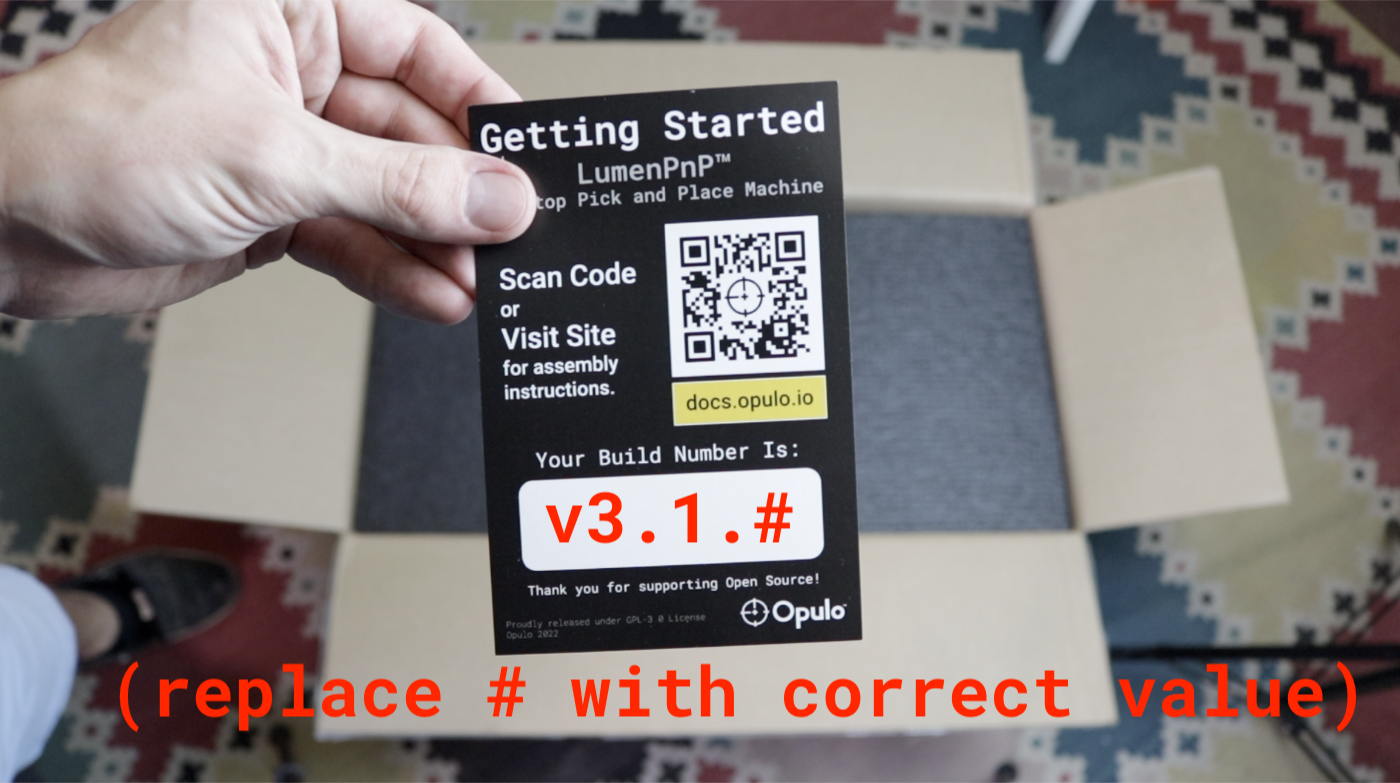 Getting Started
LumenPnP™
top Pick and Place Machine
Scan Code
or
Visit Site
for assembly
instructions.
docs.opulo.io
Your Build Number Is:
v3.1.#
Thank you for supporting Open Source!
Proudly released under GPL-3 0 License
Opulo 2022
Opulo
(replace # with correct value)